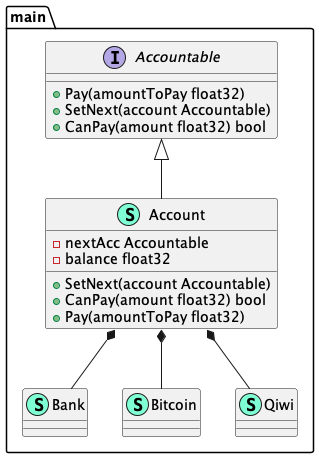 main
I Accountable
Pay(amountToPay float32)
SetNext(account Accountable)
CanPay(amount float32) bool
S Account
nextAcc Accountable
balance float32
SetNext(account Accountable)
CanPay(amount float32) bool
Pay(amountToPay float32)
S Bank
S Bitcoin
S Qiwi